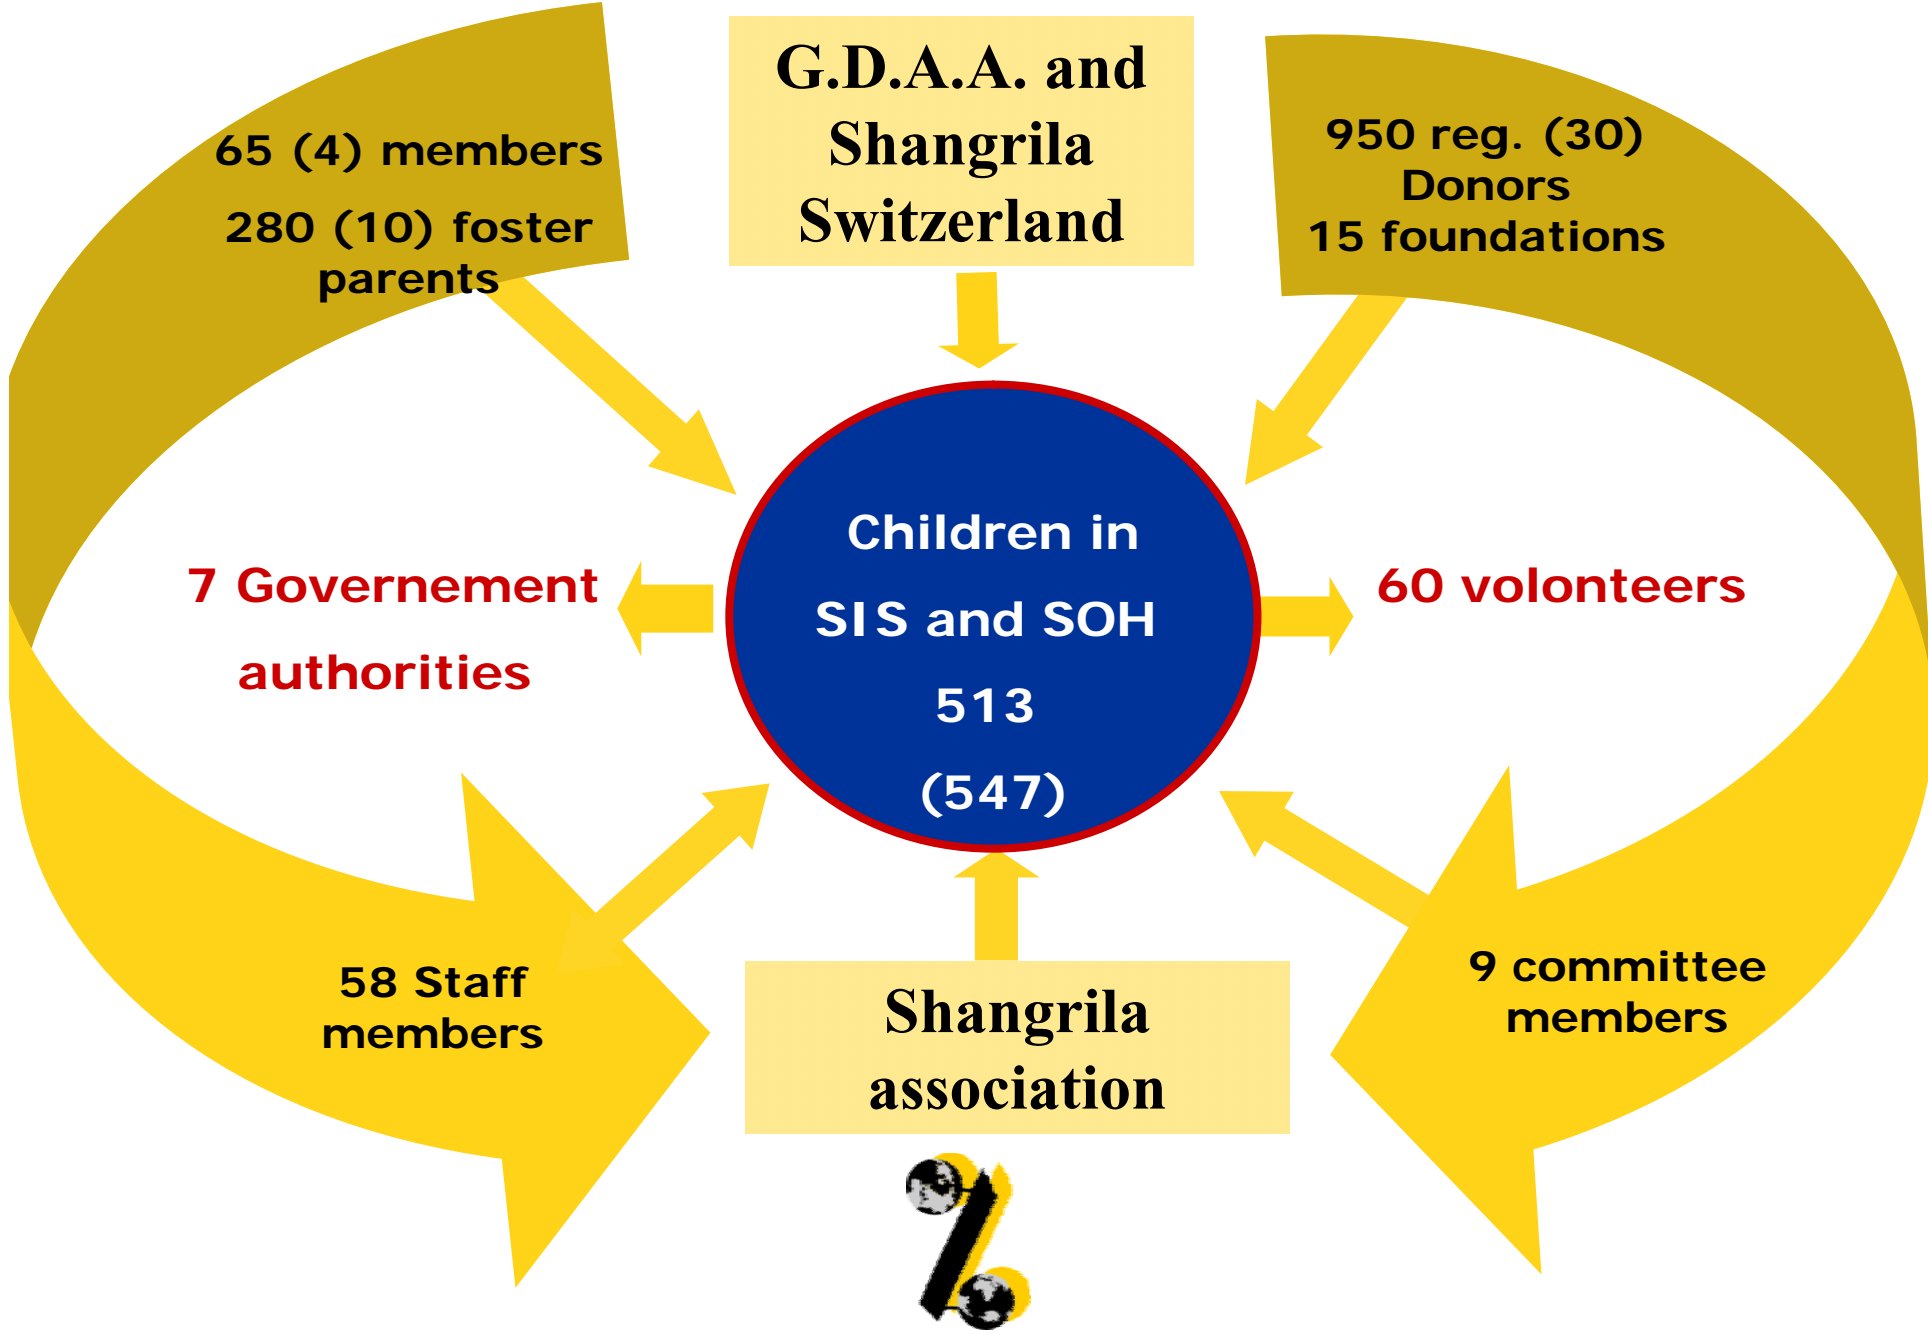 G.D.A.A. and
Shangrila
Switzerland
65 (4) members
280 (10) foster
parents
950 reg. (30)
Donors
15 foundations
Children in
SIS and SOH
513
(547)
7 Governement
authorities
60 volonteers
58 Staff
members
9 committee
members
Shangrila
association